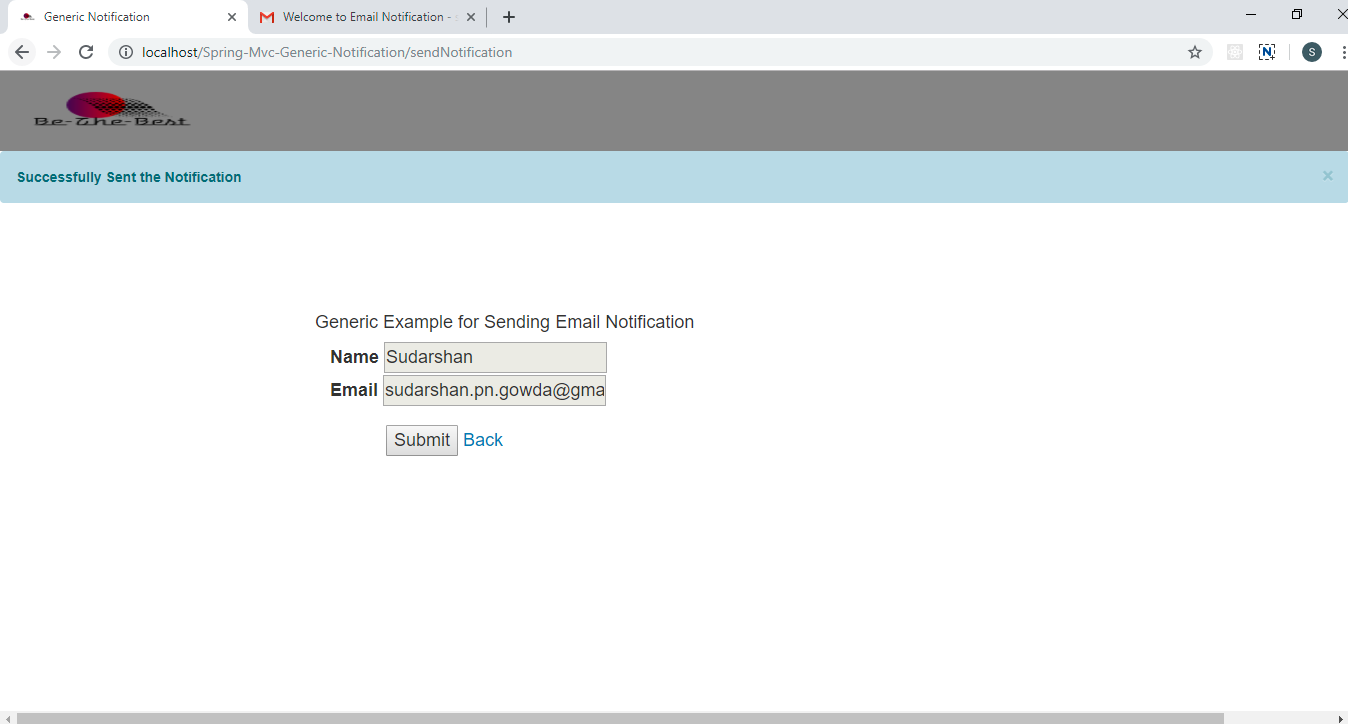 Generic Notification
Welcome to Email Notification -
localhost/Spring-Mvc-Generic-Notification/sendNotification
N
S
Be-The-Best
Successfully Sent the Notification
×
Generic Example for Sending Email Notification
Name Sudarshan
Email sudarshan.pn.gowda@gma
Submit Back